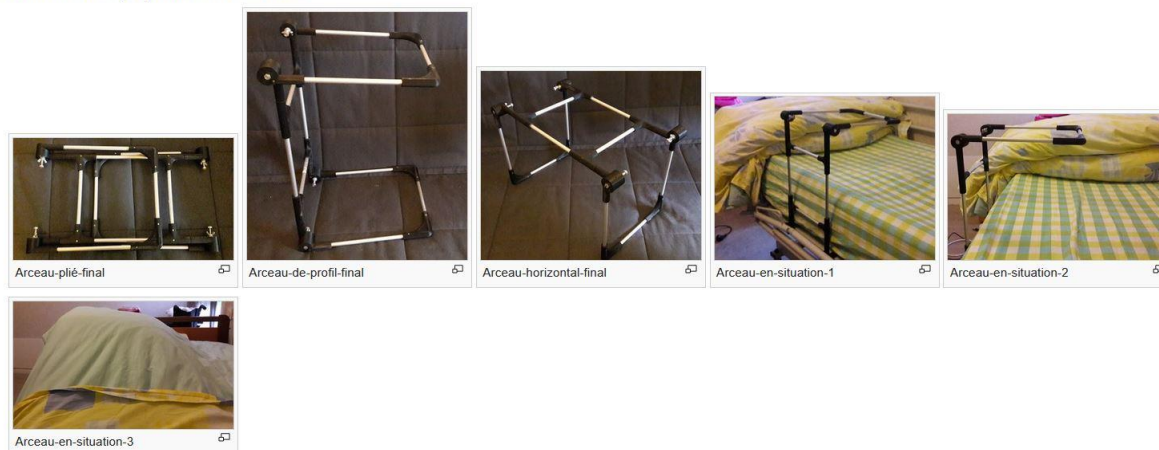 Arceau-plié-final
Arceau-de-profil-final
Arceau-horizontal-final
Arceau-en-situation-1
Arceau-en-situation-2
Arceau-en-situation-3